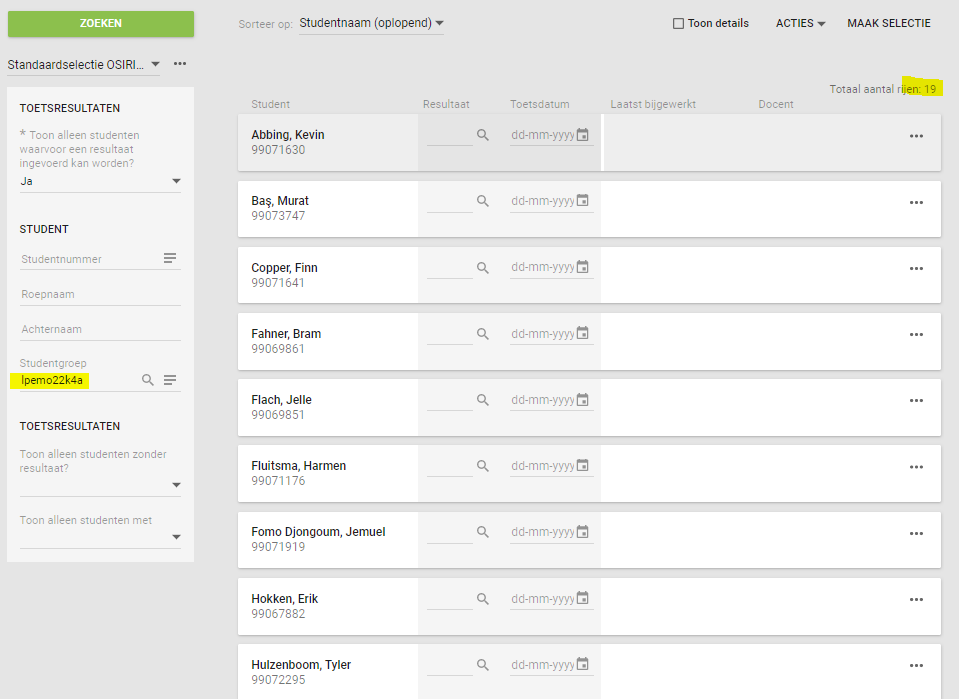 ZOEKEN
Sorteer op: Studentnaam (oplopend)
Toon details
ACTIES
MAAK SELECTIE
Standaardselectie OSIRI... •••
Totaal aantal rijen: 19
TOETSRESULTATEN
* Toon alleen studenten
waarvoor een resultaat
ingevoerd kan worden?
Ja
STUDENT
Studentnummer
Roepnaam
Achternaam
Studentgroep
lpemo22k4a
TOETSRESULTATEN
Toon alleen studenten zonder
resultaat?
Toon alleen studenten met
Student Resultaat Toetsdatum Laatst bijgewerkt Docent
Abbing, Kevin dd-mm-yyyy
99071630
Baş, Murat dd-mm-yyyy
99073747
Copper, Finn dd-mm-yyyy
99071641
Fahner, Bram dd-mm-yyyy
99069861
Flach, Jelle dd-mm-yyyy
99069851
Fluitsma, Harmen dd-mm-yyyy
99071176
Fomo Djongoum, Jemuel dd-mm-yyyy
99071919
Hokken, Erik dd-mm-yyyy
99067882
Hulzenboom, Tyler dd-mm-yyyy
99072295